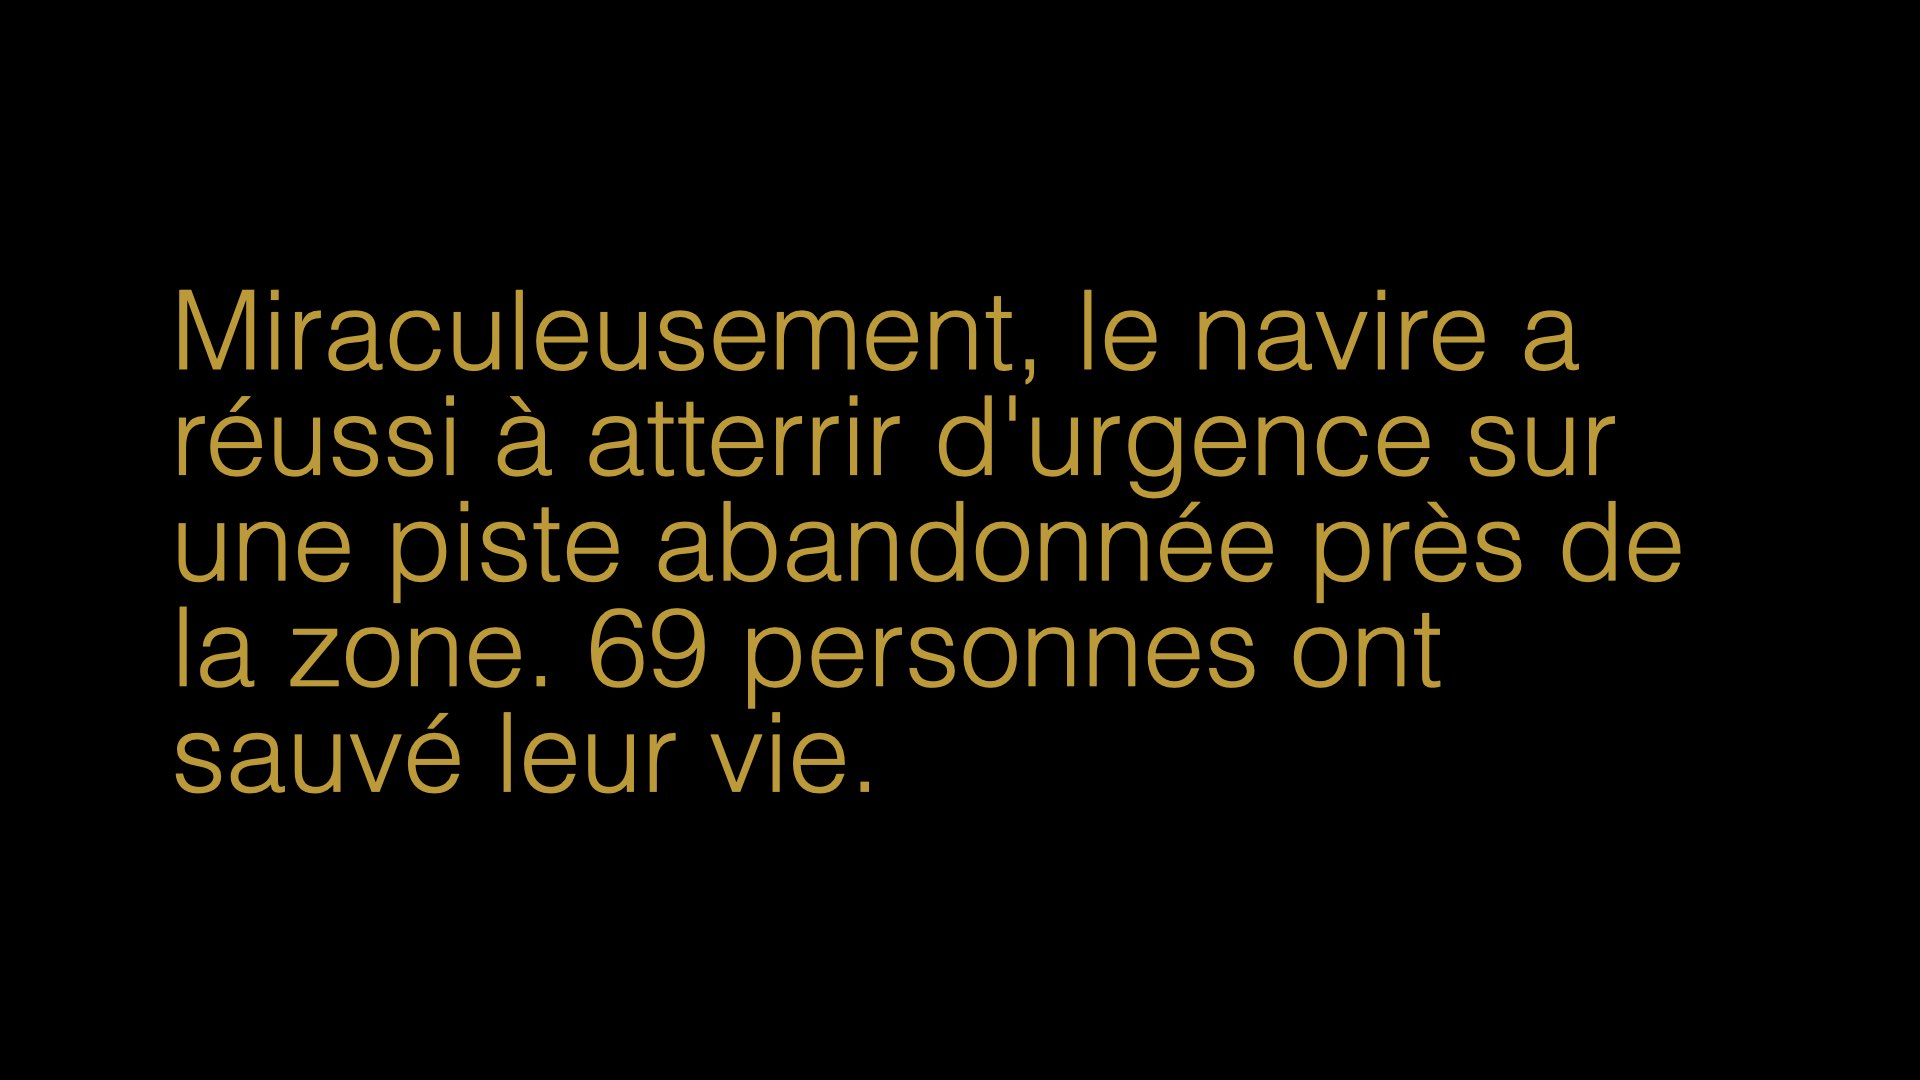 Miraculeusement, le navire a
réussi à atterrir d'urgence sur
une piste abandonnée près de
la zone. 69 personnes ont
sauvé leur vie.